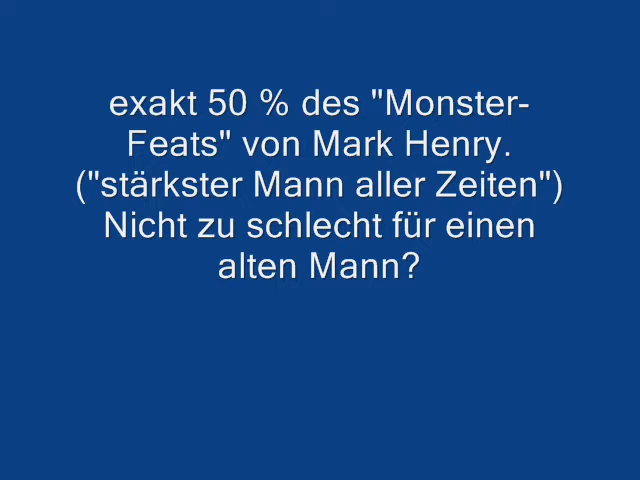 exakt 50 % des "Monster-
Feats" von Mark Henry.
("stärkster Mann aller Zeiten")
Nicht zu schlecht für einen
alten Mann?